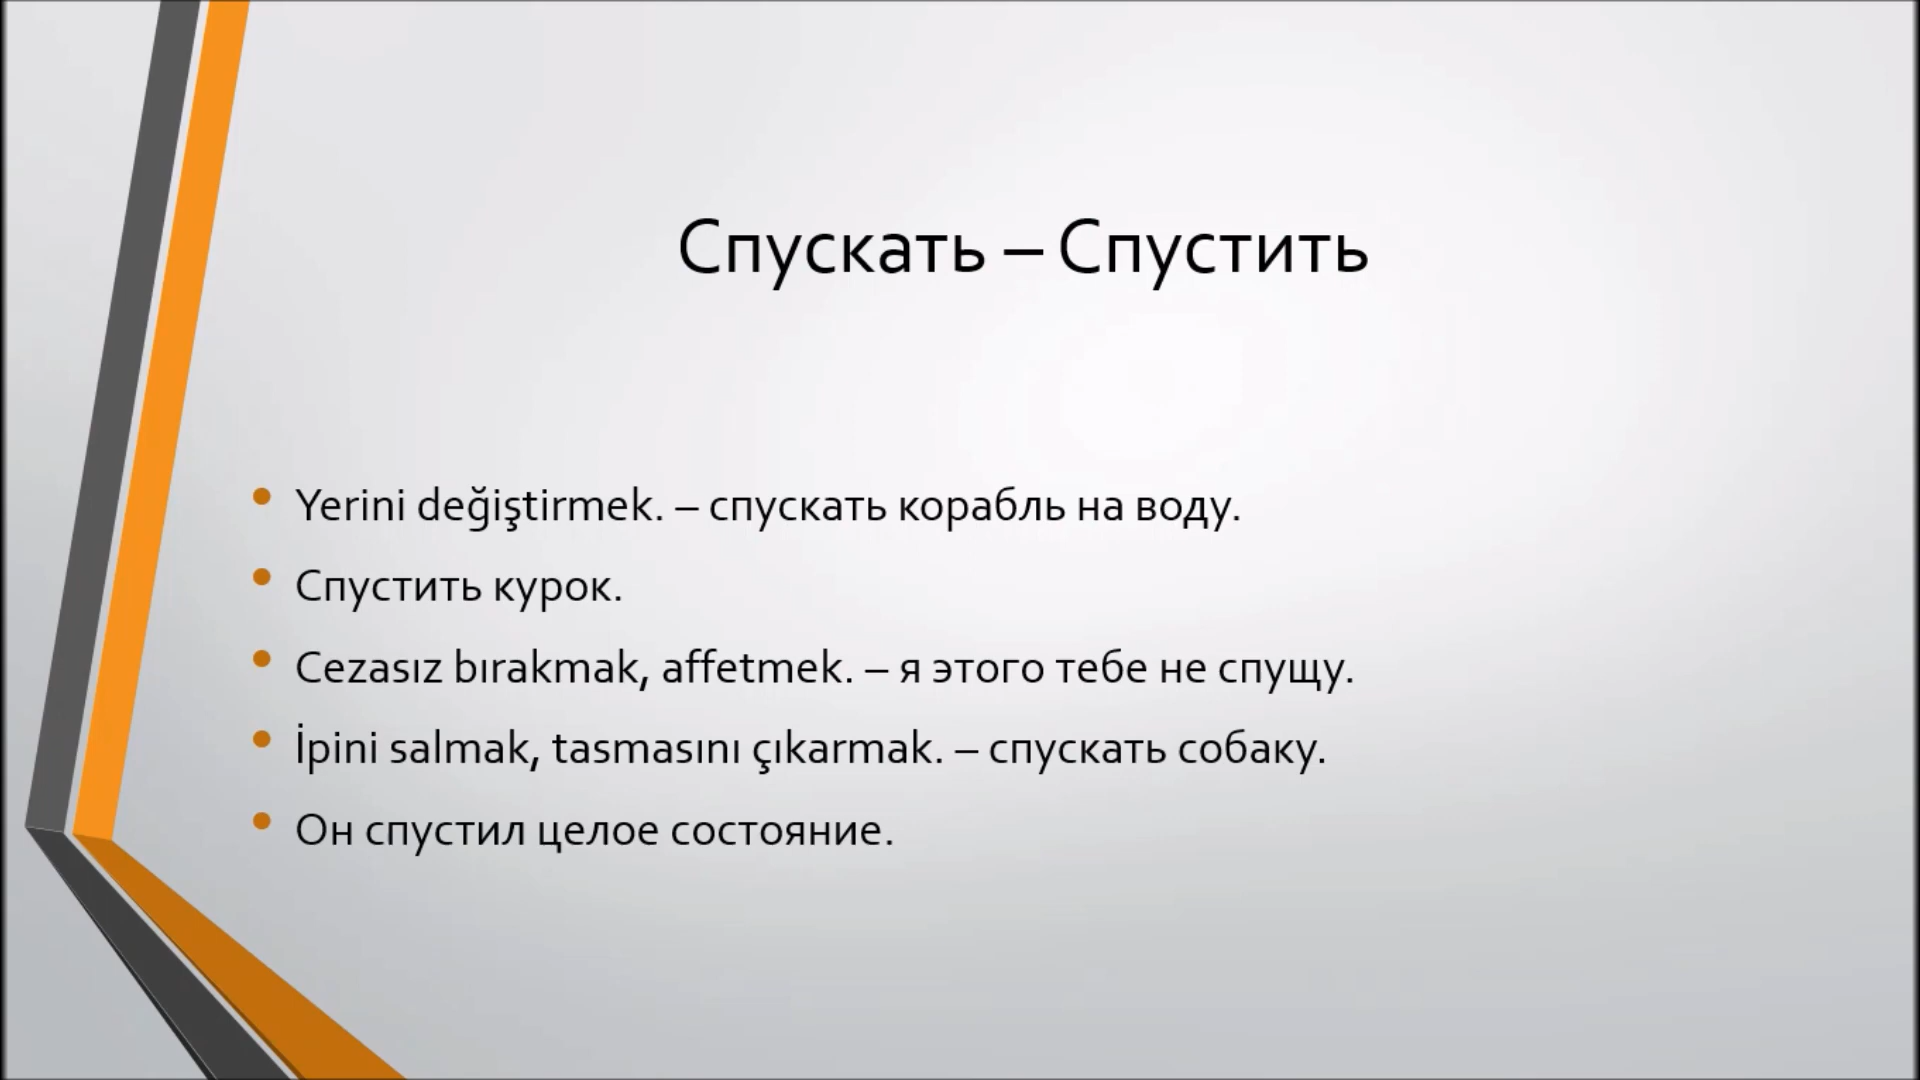 Спускать – Спустить
Yerini değiştirmek. – спускать корабль на воду.
Спустить курок.
Cezasız bırakmak, affetmek. – я этого тебе не спущу.
İpini salmak, tasmasını çıkarmak. – спускать собаку.
Он спустил целое состояние.